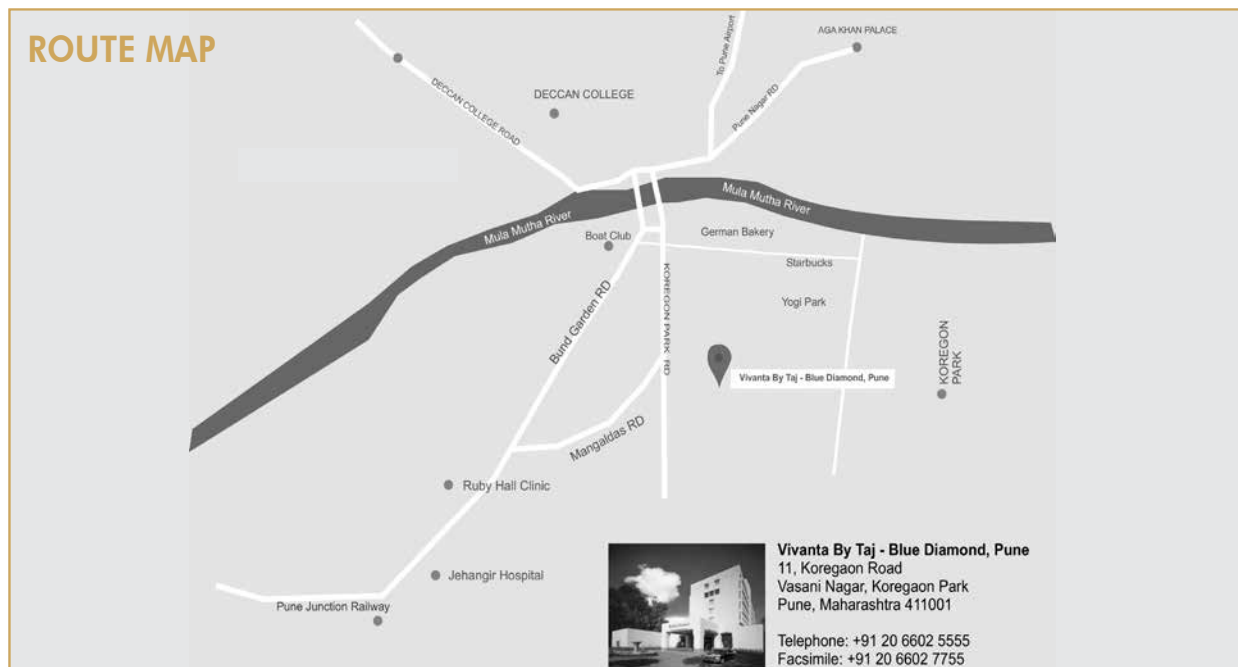 ROUTE MAP
AGA KHAN PALACE
To Pune Airport
DECCAN COLLEGE ROAD
DECCAN COLLEGE
Pune Nagar RD
Mula Mutha River
Mula Mutha River
Boat Club
German Bakery
Starbucks
Yogi Park
Bund Garden RD
KOREGON PARK RD
KOREGON
PARK
Vivanta By Taj - Blue Diamond, Pune
Mangaldas RD
Ruby Hall Clinic
Jehangir Hospital
Pune Junction Railway
Vivanta By Taj - Blue Diamond, Pune
11, Koregaon Road
Vasani Nagar, Koregaon Park
Pune, Maharashtra 411001
Telephone: +91 20 6602 5555
Facsimile: +91 20 6602 7755